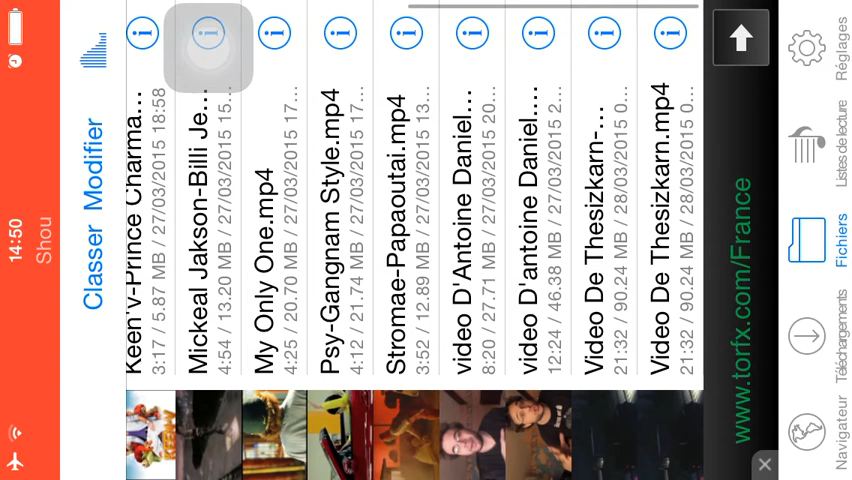 14:50
Shou
Classer Modifier
Keen'v-Prince Charma...
3:17 / 5.87 MB / 27/03/2015 18:58
Mickeal Jakson-Billi Je...
4:54 / 13.20 MB / 27/03/2015 15...
My Only One.mp4
4:25 / 20.70 MB / 27/03/2015 17...
Psy-Gangnam Style.mp4
4:12 / 21.74 MB / 27/03/2015 17...
Stromae-Papaoutai.mp4
3:52 / 12.89 MB / 27/03/2015 13...
video D'Antoine Daniel...
8:20 / 27.71 MB / 27/03/2015 20...
video D'antoine Daniel....
12:24 / 46.38 MB / 27/03/2015 2...
Video De Thesizkarn-...
21:32 / 90.24 MB / 28/03/2015 0...
Video De Thesizkarn.mp4
21:32 / 90.24 MB / 28/03/2015 0...
www.torfx.com/France
Navigateur Téléchargements Fichiers Listes de lecture Réglages